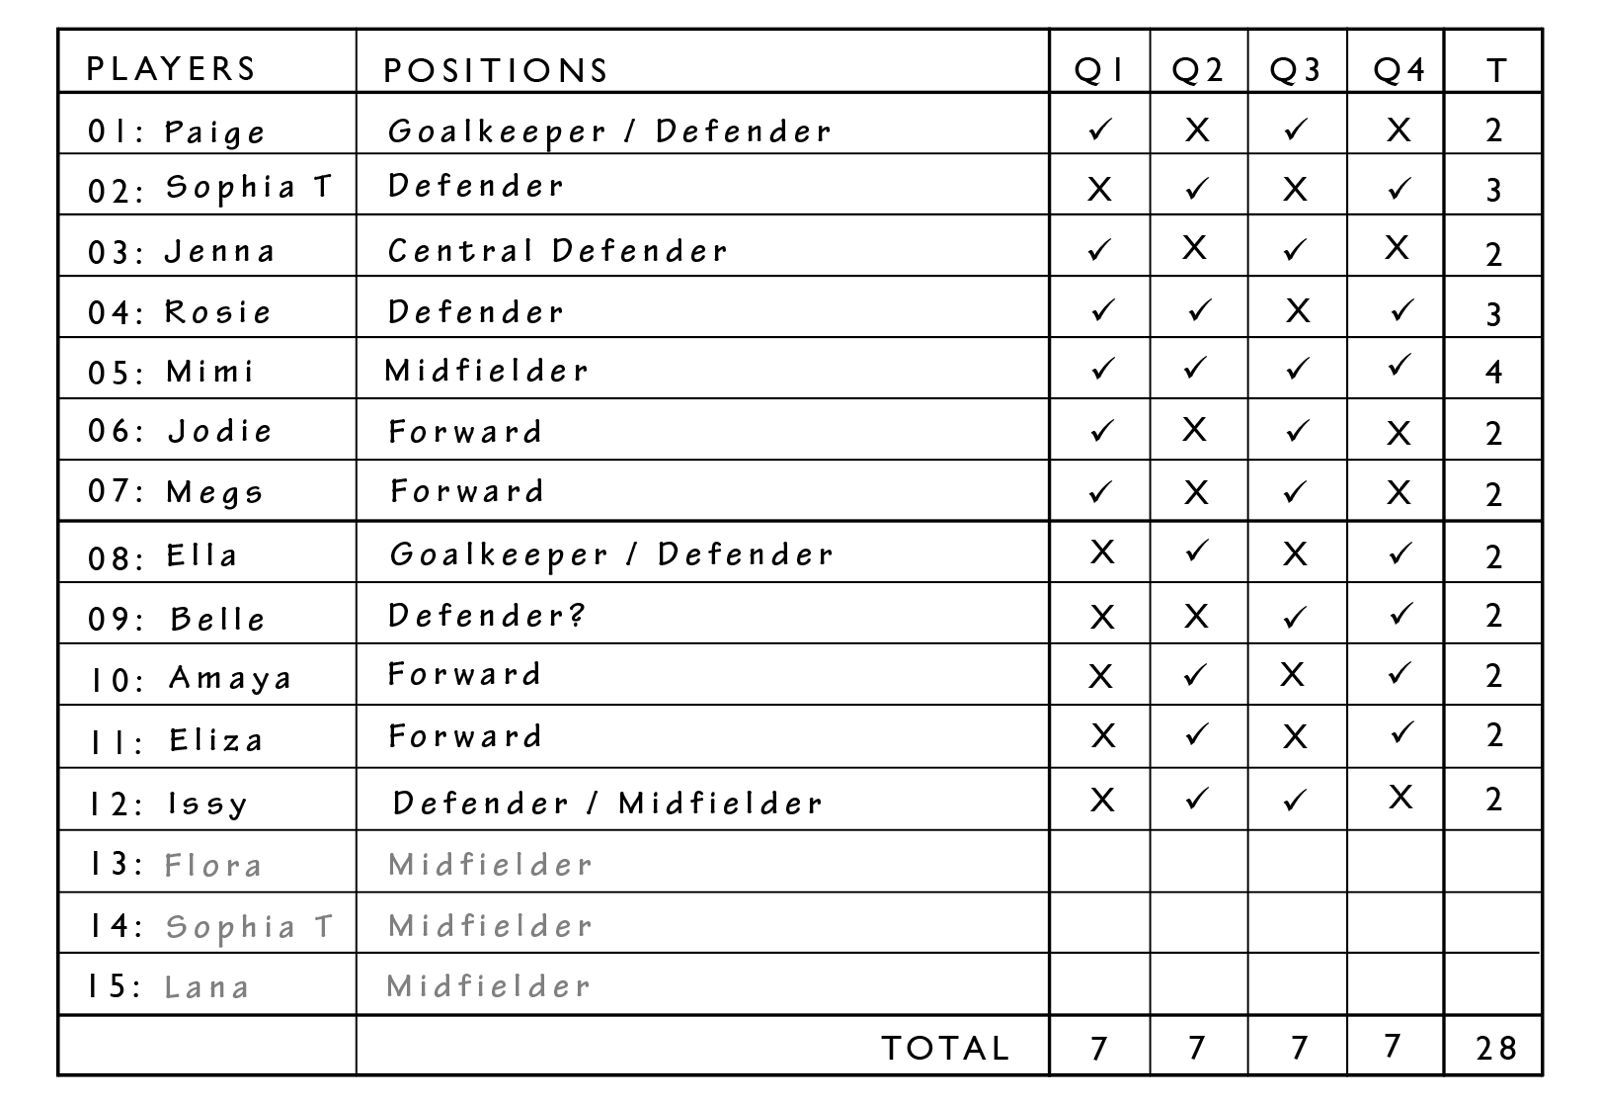 PLAYERS POSITIONS Q1 Q2 Q3 Q4 T
01: Paige Goalkeeper / Defender ✓ X ✓ X 2
02: Sophia T Defender X ✓ X ✓ 3
03: Jenna Central Defender ✓ X ✓ X 2
04: Rosie Defender ✓ ✓ X ✓ 3
05: Mimi Midfielder ✓ ✓ ✓ ✓ 4
06: Jodie Forward ✓ X ✓ X 2
07: Megs Forward ✓ X ✓ X 2
08: Ella Goalkeeper / Defender X ✓ X ✓ 2
09: Belle Defender? X X ✓ ✓ 2
10: Amaya Forward X ✓ X ✓ 2
11: Eliza Forward X ✓ X ✓ 2
12: Issy Defender / Midfielder X ✓ ✓ X 2
13: Flora Midfielder
14: Sophia T Midfielder
15: Lana Midfielder
TOTAL 7 7 7 7 28